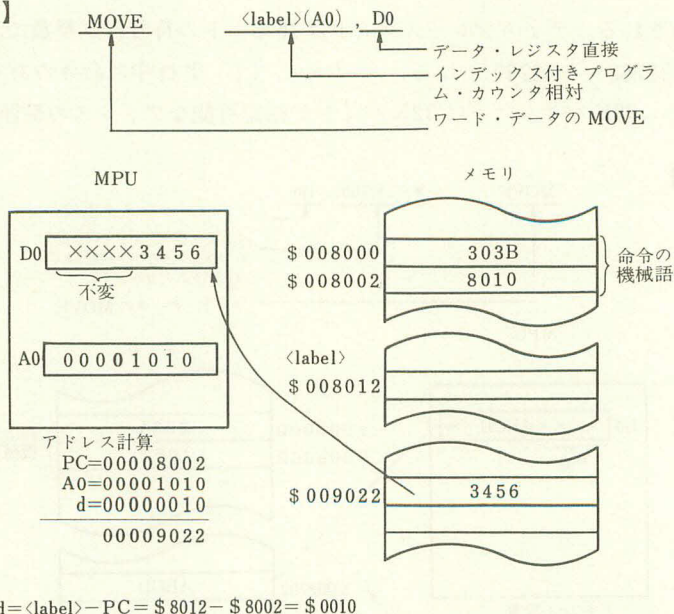 】
MOVE <label>(A0) , D0
データ・レジスタ直接
インデックス付きプログラ
ム・カウンタ相対
ワード・データの MOVE
MPU
メモリ
D0 ××××3456
不変
A0 00001010
$008000 303B
$008002 8010
命令の
機械語
<label>
$008012
$009022 3456
アドレス計算
PC=00008002
A0=00001010
d=00000010
00009022
d=<label>−PC=$8012−$8002=$0010